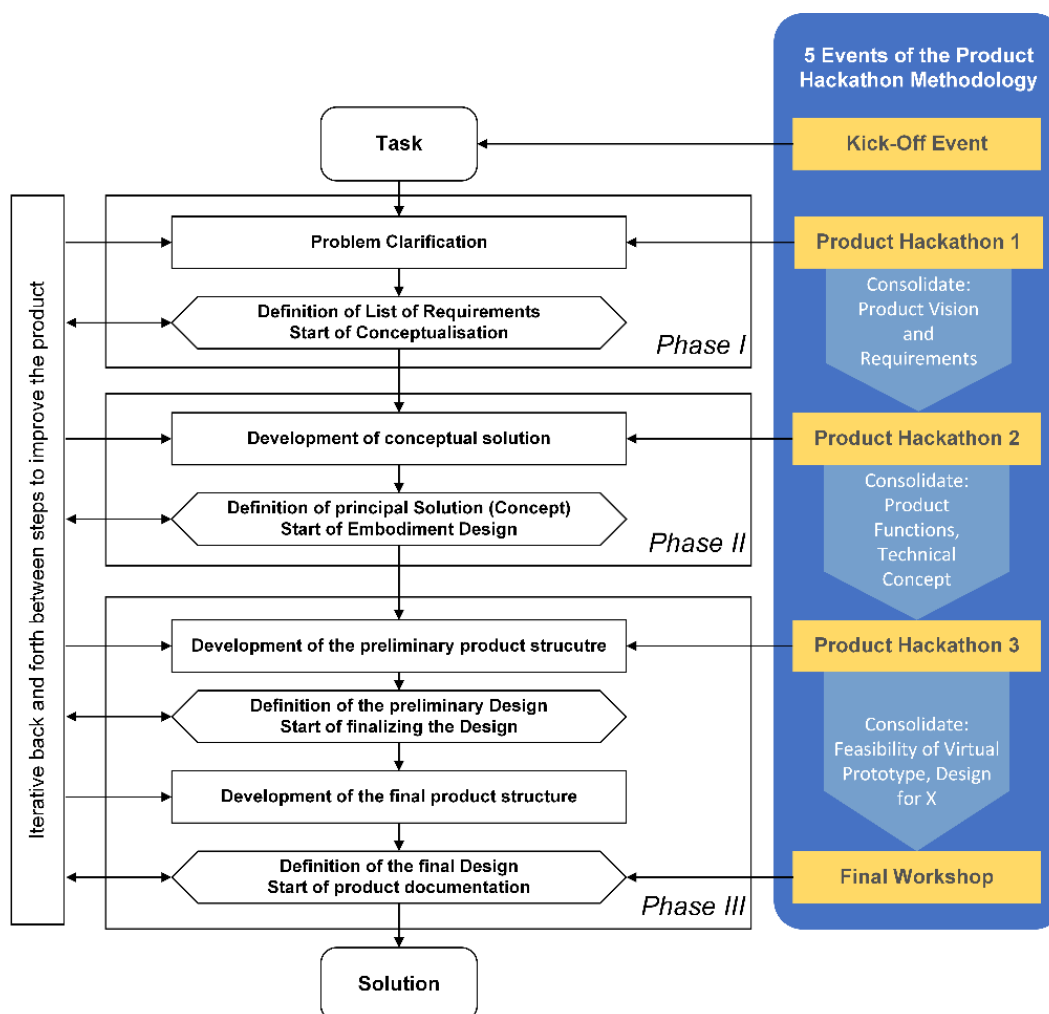 5 Events of the Product
Hackathon Methodology
Task
Kick-Off Event
Iterative back and forth between steps to improve the product
Problem Clarification
Product Hackathon 1
Definition of List of Requirements
Start of Conceptualisation
Phase I
Consolidate:
Product Vision
and
Requirements
Development of conceptual solution
Product Hackathon 2
Definition of principal Solution (Concept)
Start of Embodiment Design
Phase II
Consolidate:
Product
Functions,
Technical
Concept
Development of the preliminary product strucutre
Product Hackathon 3
Definition of the preliminary Design
Start of finalizing the Design
Development of the final product structure
Consolidate:
Feasibility of Virtual
Prototype, Design
for X
Definition of the final Design
Start of product documentation
Final Workshop
Phase III
Solution